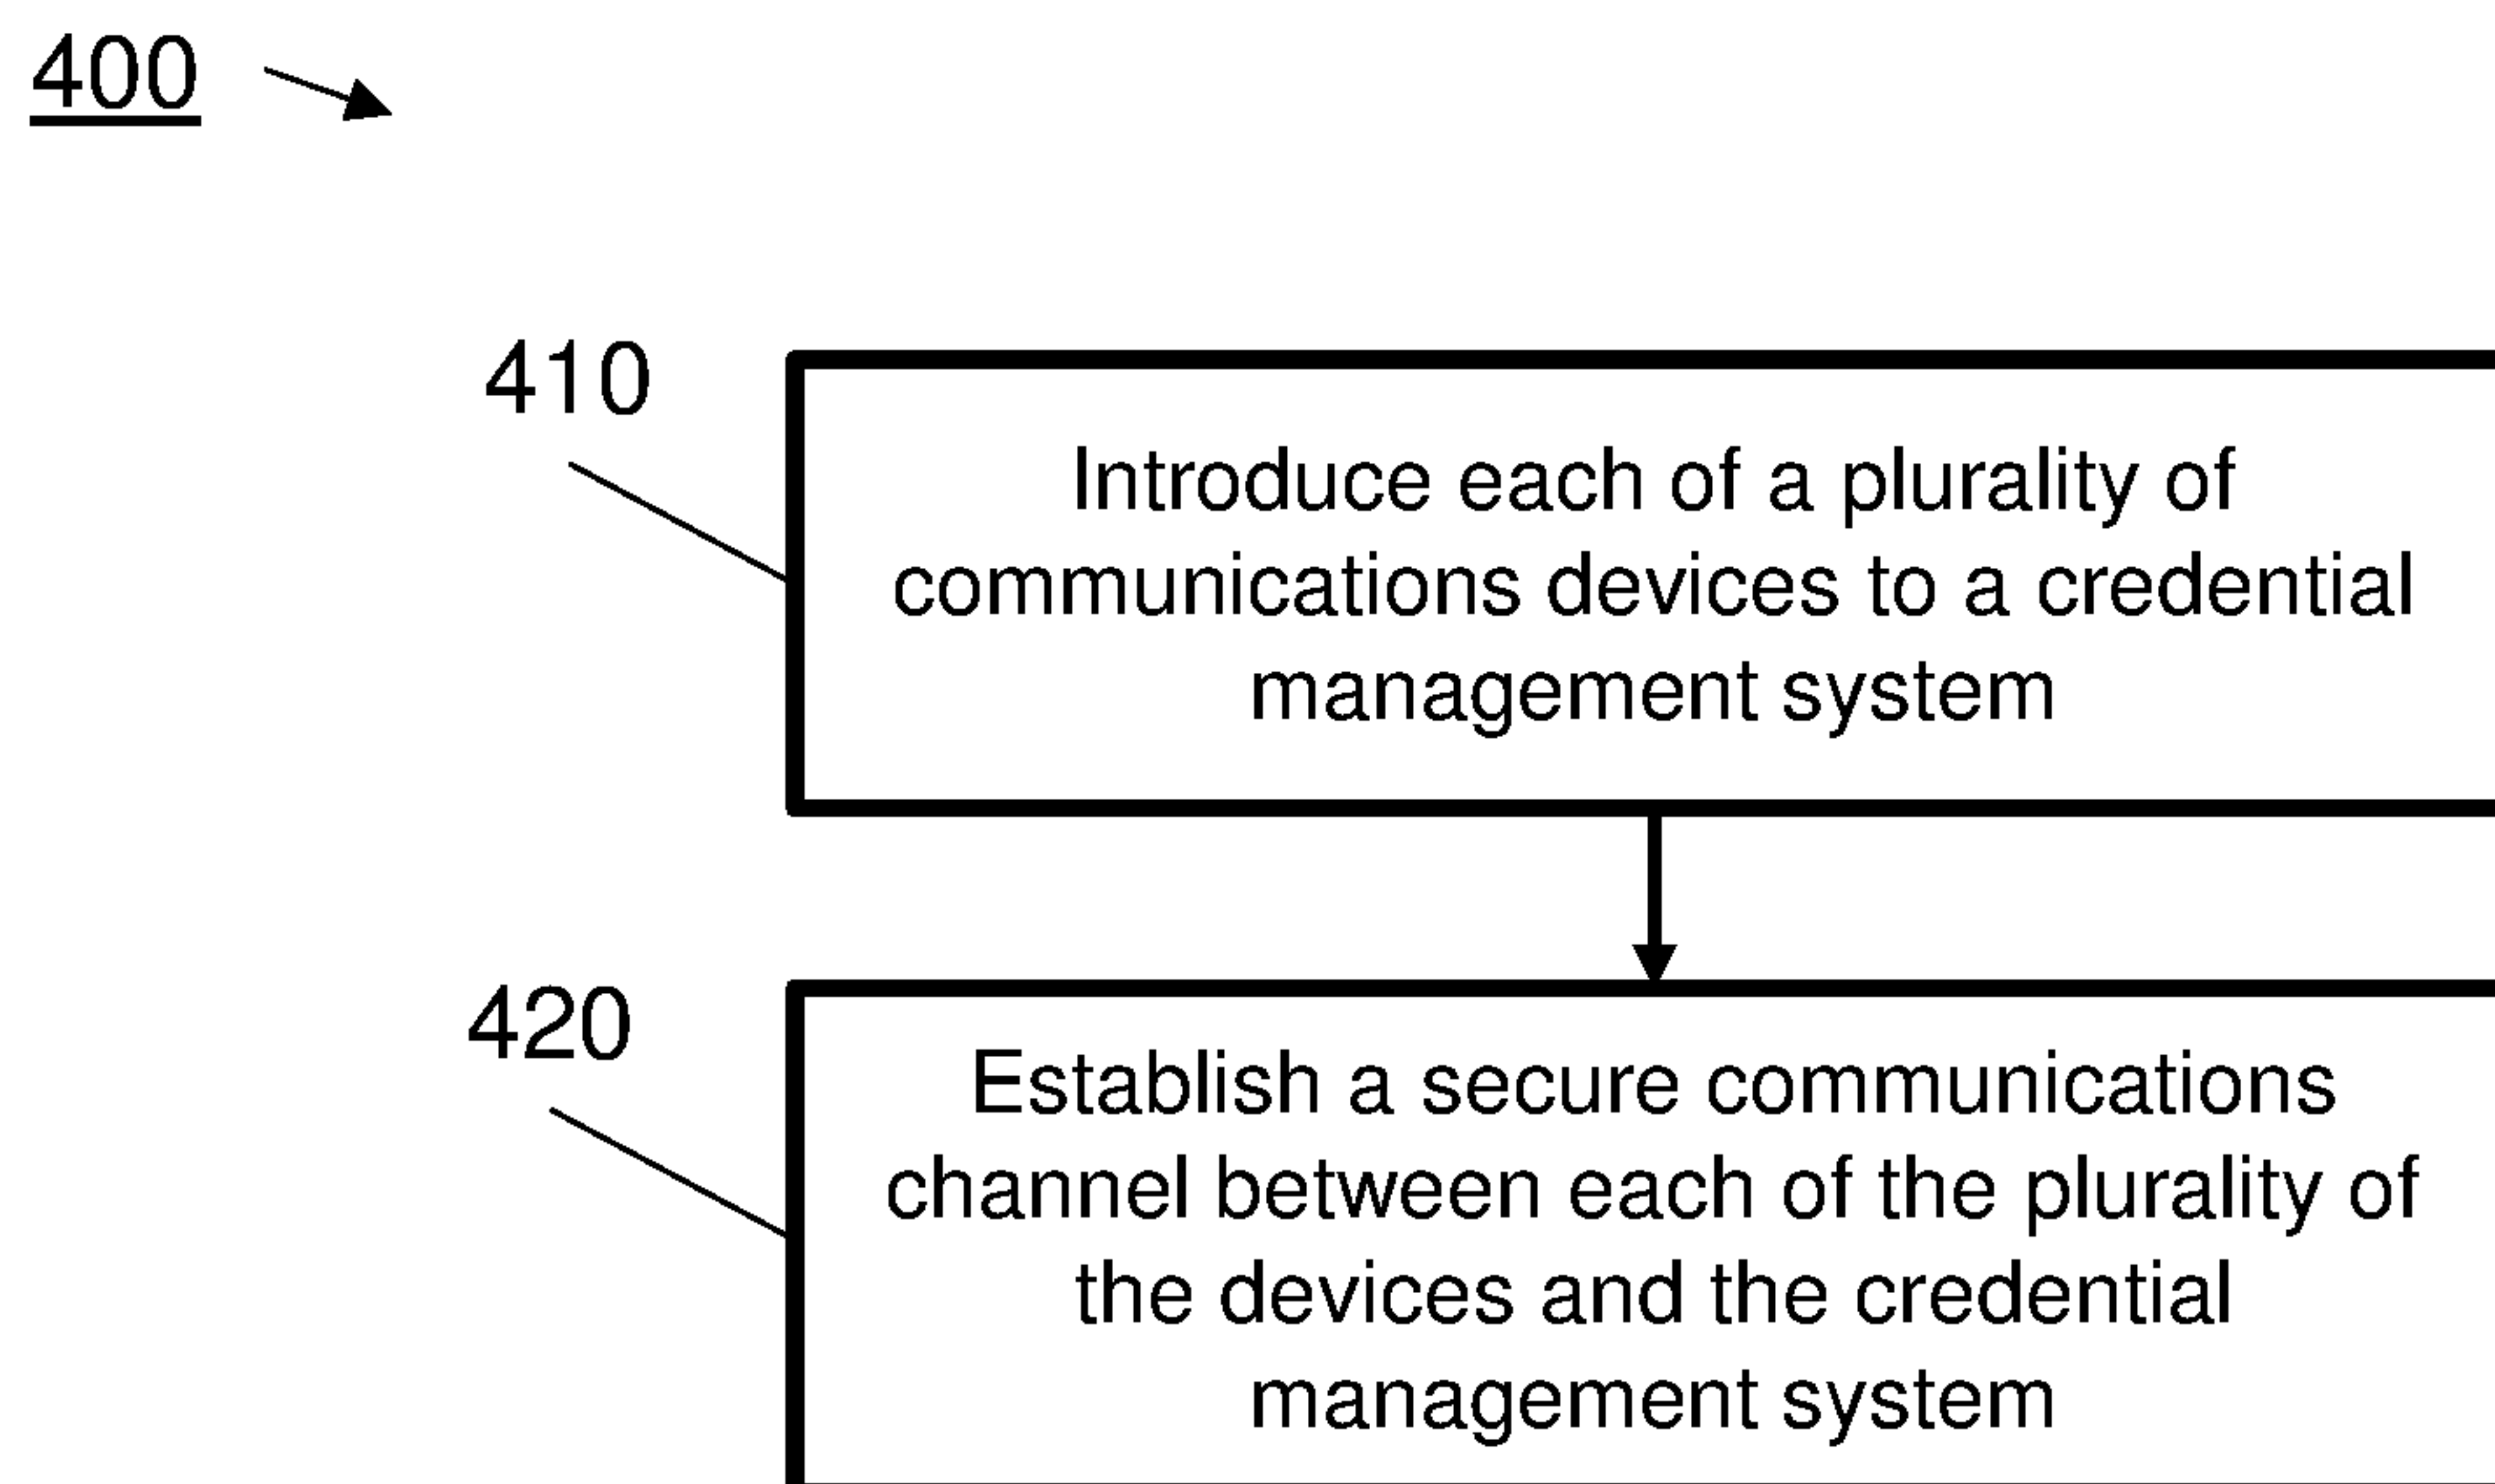 400
410
Introduce each of a plurality of
communications devices to a credential
management system
420
Establish a secure communications
channel between each of the plurality of
the devices and the credential
management system